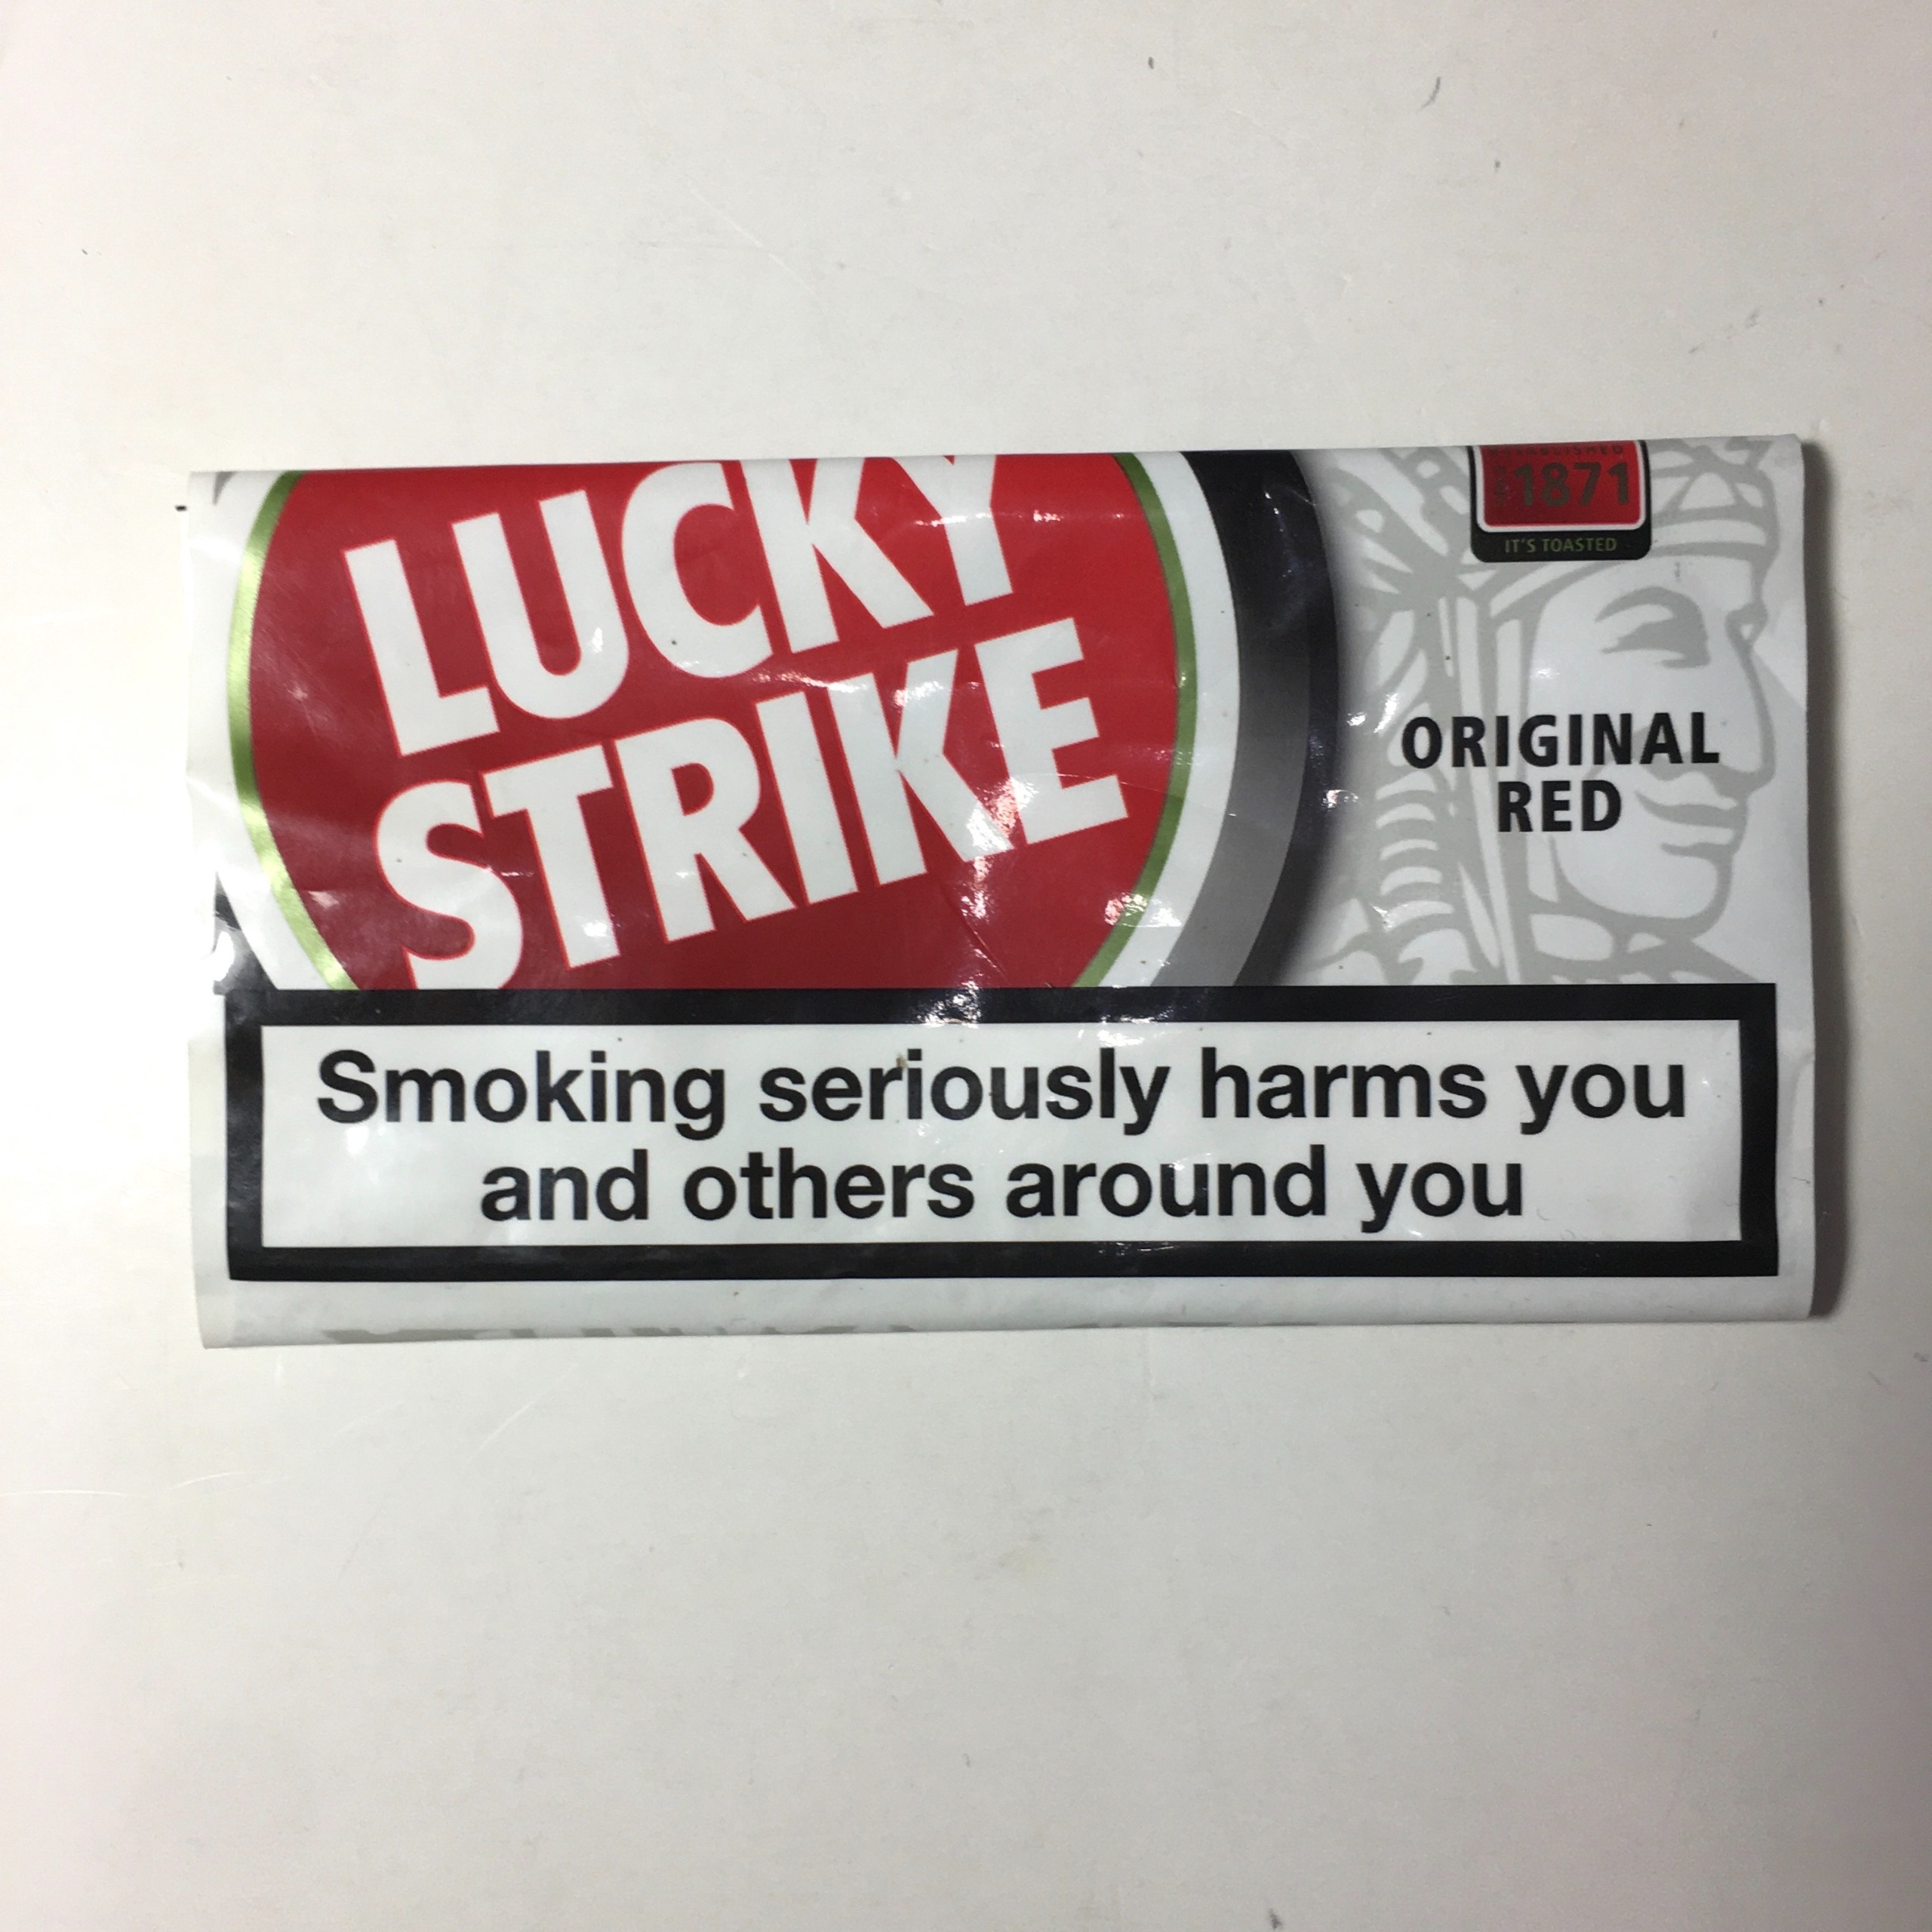 LUCKY
STRIKE
1871
IT'S TOASTED
ORIGINAL
RED
Smoking seriously harms you
and others around you